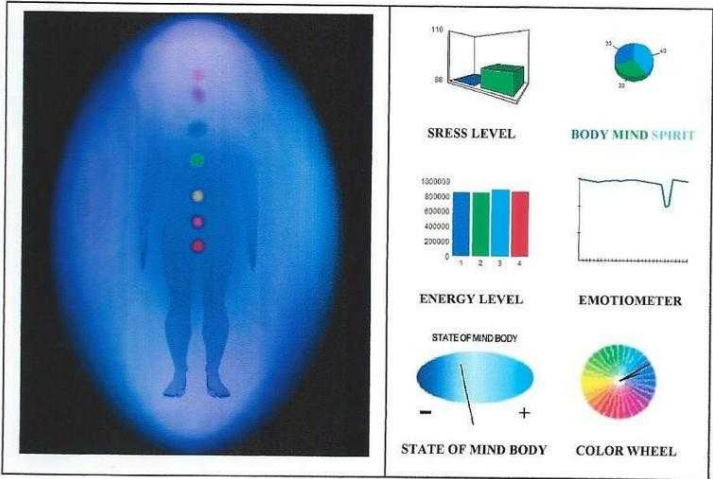 110
88
SRESS LEVEL
30
40
30
BODY MIND SPIRIT
1000000
800000
600000
400000
200000
0
1 2 3 4
ENERGY LEVEL
EMOTIOMETER
STATE OF MIND BODY
- +
STATE OF MIND BODY
COLOR WHEEL